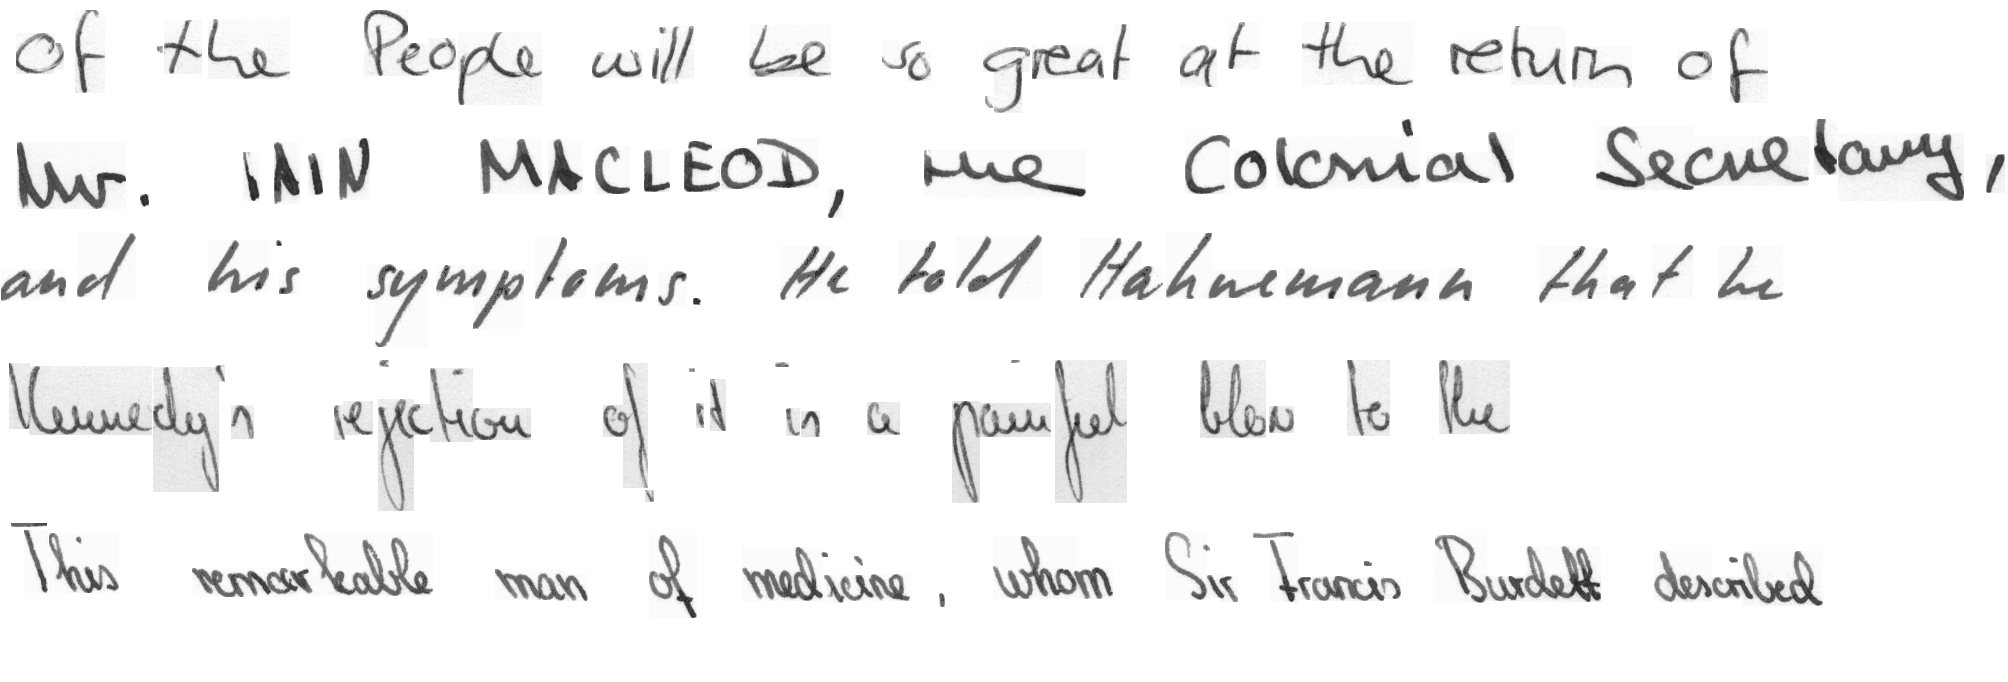 of the People will be so great at the return of
Mr. IAIN MACLEOD, the Colonial Secretary,
and his symptoms. He told Hahnemann that he
Kennedy's rejection of it is a painful blow to the
This remarkable man of medicine, whom Sir Francis Burdett described